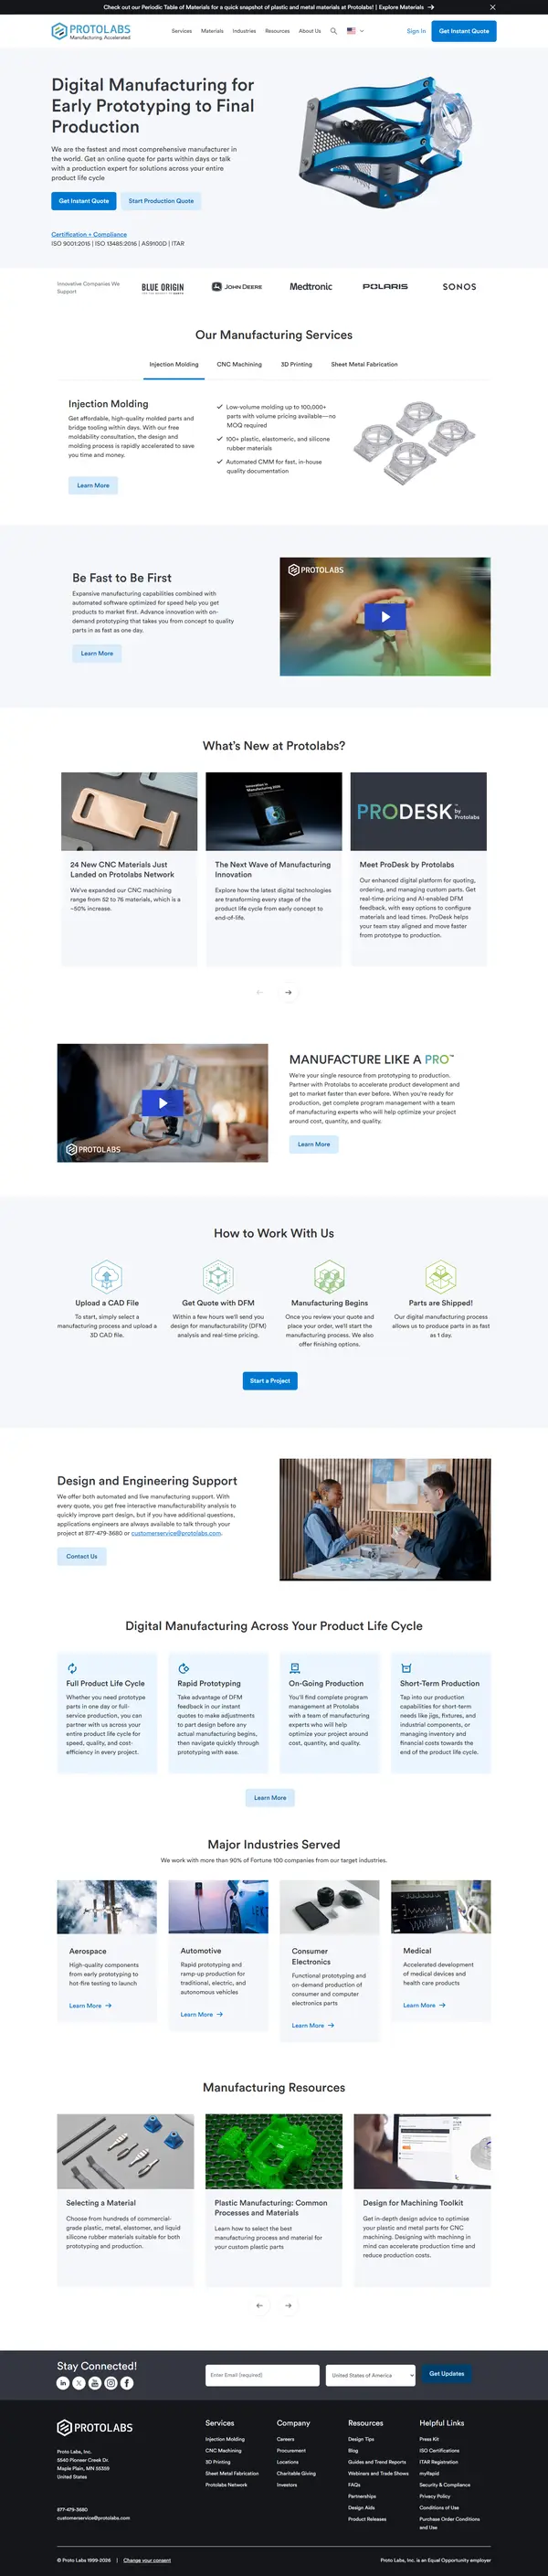 Check out our Periodic Table of Materials for a quick snapshot of plastic and metal materials at Protolabs! | Explore Materials
PROTOLABS
Manufacturing. Accelerated.
Services
Materials
Industries
Resources
About Us
Sign In
Get Instant Quote
Digital Manufacturing for
Early Prototyping to Final
Production
We are the fastest and most comprehensive manufacturer in
the world. Get an online quote for parts within days or talk
with a production expert for solutions across your entire
product life cycle
Get Instant Quote
Start Production Quote
Certification + Compliance
ISO 9001:2015 | ISO 13485:2016 | AS9100D | ITAR
Innovative Companies We
Support
BLUE ORIGIN
JOHN DEERE
Medtronic
POLARIS
SONOS
Our Manufacturing Services
Injection Molding
CNC Machining
3D Printing
Sheet Metal Fabrication
Injection Molding
Get affordable, high-quality molded parts and
bridge tooling within days. With our free
moldability consultation, the design and
molding process is rapidly accelerated to save
you time and money.
Learn More
Low-volume molding up to 100,000+
parts with volume pricing available—no
MOQ required
100+ plastic, elastomeric, and silicone
rubber materials
Automated CMM for fast, in-house
quality documentation
Be Fast to Be First
Expansive manufacturing capabilities combined with
automated software optimized for speed help you get
products to market first. Advance innovation with on-
demand prototyping that takes you from concept to quality
parts in as fast as one day.
Learn More
PROTOLABS
What's New at Protolabs?
24 New CNC Materials Just
Landed on Protolabs Network
We've expanded our CNC machining
range from 52 to 76 materials, which is a
~50% increase.
Innovation in
Manufacturing 2026
The Next Wave of Manufacturing
Innovation
Explore how the latest digital technologies
are transforming every stage of the
product life cycle from early concept to
end-of-life.
PRODESK™ by
Protolabs
Meet ProDesk by Protolabs
Our enhanced digital platform for quoting,
ordering, and managing custom parts. Get
real-time pricing and AI-enabled DFM
feedback, with easy options to configure
materials and lead times. ProDesk helps
your team stay aligned and move faster
from prototype to production.
PROTOLABS
MANUFACTURE LIKE A PRO™
We're your single resource from prototyping to production.
Partner with Protolabs to accelerate product development and
get to market faster than ever before. When you're ready for
production, get complete program management with a team
of manufacturing experts who will help optimize your project
around cost, quantity, and quality.
Learn More
How to Work With Us
Upload a CAD File
To start, simply select a
manufacturing process and upload a
3D CAD file.
Get Quote with DFM
Within a few hours we'll send you
design for manufacturability (DFM)
analysis and real-time pricing.
Manufacturing Begins
Once you review your quote and
place your order, we'll start the
manufacturing process. We also
offer finishing options.
Parts are Shipped!
Our digital manufacturing process
allows us to produce parts in as fast
as 1 day.
Start a Project
Design and Engineering Support
We offer both automated and live manufacturing support. With
every quote, you get free interactive manufacturability analysis to
quickly improve part design, but if you have additional questions,
applications engineers are always available to talk through your
project at 877-479-3680 or customerservice@protolabs.com.
Contact Us
Digital Manufacturing Across Your Product Life Cycle
Full Product Life Cycle
Whether you need prototype
parts in one day or full-
service production, you can
partner with us across your
entire production life cycle for
speed, quality, and cost-
efficiency in every project.
Rapid Prototyping
Take advantage of DFM
feedback in our instant
quotes to make adjustments
to part design before any
actual manufacturing begins,
then navigate quickly through
prototyping with ease.
On-Going Production
You'll find complete program
management at Protolabs
with a team of manufacturing
experts who will help
optimize your project around
cost, quantity, and quality.
Short-Term Production
Tap into our production
capabilities for short-term
needs like jigs, fixtures, and
industrial components, or
managing inventory and
financial costs towards the
end of the product life cycle.
Learn More
Major Industries Served
We work with more than 90% of Fortune 100 companies from our target industries.
Aerospace
High-quality components
from early prototyping to
hot-fire testing to launch
Learn More
Automotive
Rapid prototyping and
ramp-up production for
traditional, electric, and
autonomous vehicles
Learn More
Consumer
Electronics
Functional prototyping and
on-demand production of
consumer and computer
electronics parts
Learn More
Medical
Accelerated development
of medical devices and
health care products
Learn More
Manufacturing Resources
Selecting a Material
Choose from hundreds of commercial-
grade plastic, metal, elastomer, and liquid
silicone rubber materials suitable for both
prototyping and production.
Plastic Manufacturing: Common
Processes and Materials
Learn how to select the best
manufacturing process and material for
your custom plastic parts
Design for Machining Toolkit
Get in-depth design advice to optimise
your plastic and metal parts for CNC
machining. Designing with machining in
mind can accelerate production time and
reduce production costs.
Stay Connected!
Enter Email (required)
United States of America
Get Updates
PROTOLABS
Proto Labs, Inc.
5540 Pioneer Creek Dr.
Maple Plain, MN 55359
United States
877-479-3680
customerservice@protolabs.com
Services
Injection Molding
CNC Machining
3D Printing
Sheet Metal Fabrication
Protolabs Network
Company
Careers
Procurement
Locations
Charitable Giving
Investors
Resources
Design Tips
Blog
Guides and Trend Reports
Webinars and Trade Shows
FAQs
Partnerships
Design Aids
Product Releases
Helpful Links
Press Kit
ISO Certifications
ITAR Registration
myRapid
Security & Compliance
Privacy Policy
Conditions of Use
Purchase Order Conditions
and Use
© Proto Labs 1999-2026 | Change your consent
Proto Labs, Inc. is an Equal Opportunity employer